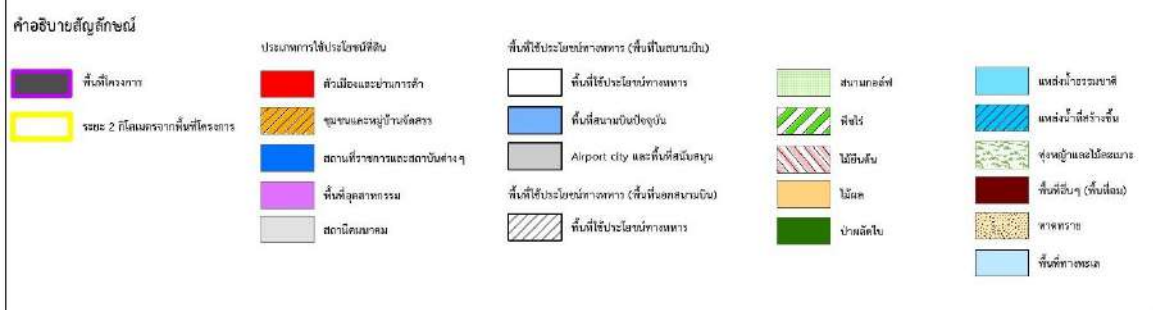 คำอธิบายสัญลักษณ์
พื้นที่โครงการ
ระยะ 2 กิโลเมตรจากพื้นที่โครงการ
ประเภทการใช้ประโยชน์ที่ดิน
ตัวเมืองและย่านการค้า
ชุมชนและหมู่บ้านจัดสรร
สถานที่ราชการและสถาบันต่างๆ
พื้นที่อุตสาหกรรม
สถานีคมนาคม
พื้นที่ใช้ประโยชน์ทางทหาร (พื้นที่ในสนามบิน)
พื้นที่ใช้ประโยชน์ทางทหาร
พื้นที่สนามบินปัจจุบัน
Airport city และพื้นที่สนับสนุน
พื้นที่ใช้ประโยชน์ทางทหาร (พื้นที่นอกสนามบิน)
พื้นที่ใช้ประโยชน์ทางทหาร
สนามกอล์ฟ
พืชไร่
ไม้ยืนต้น
ไม้ผล
ป่าผลัดใบ
แหล่งน้ำธรรมชาติ
แหล่งน้ำที่สร้างขึ้น
ทุ่งหญ้าและไม้ละเมาะ
พื้นที่อื่นๆ (พื้นที่ถม)
หาดทราย
พื้นที่ทางทะเล